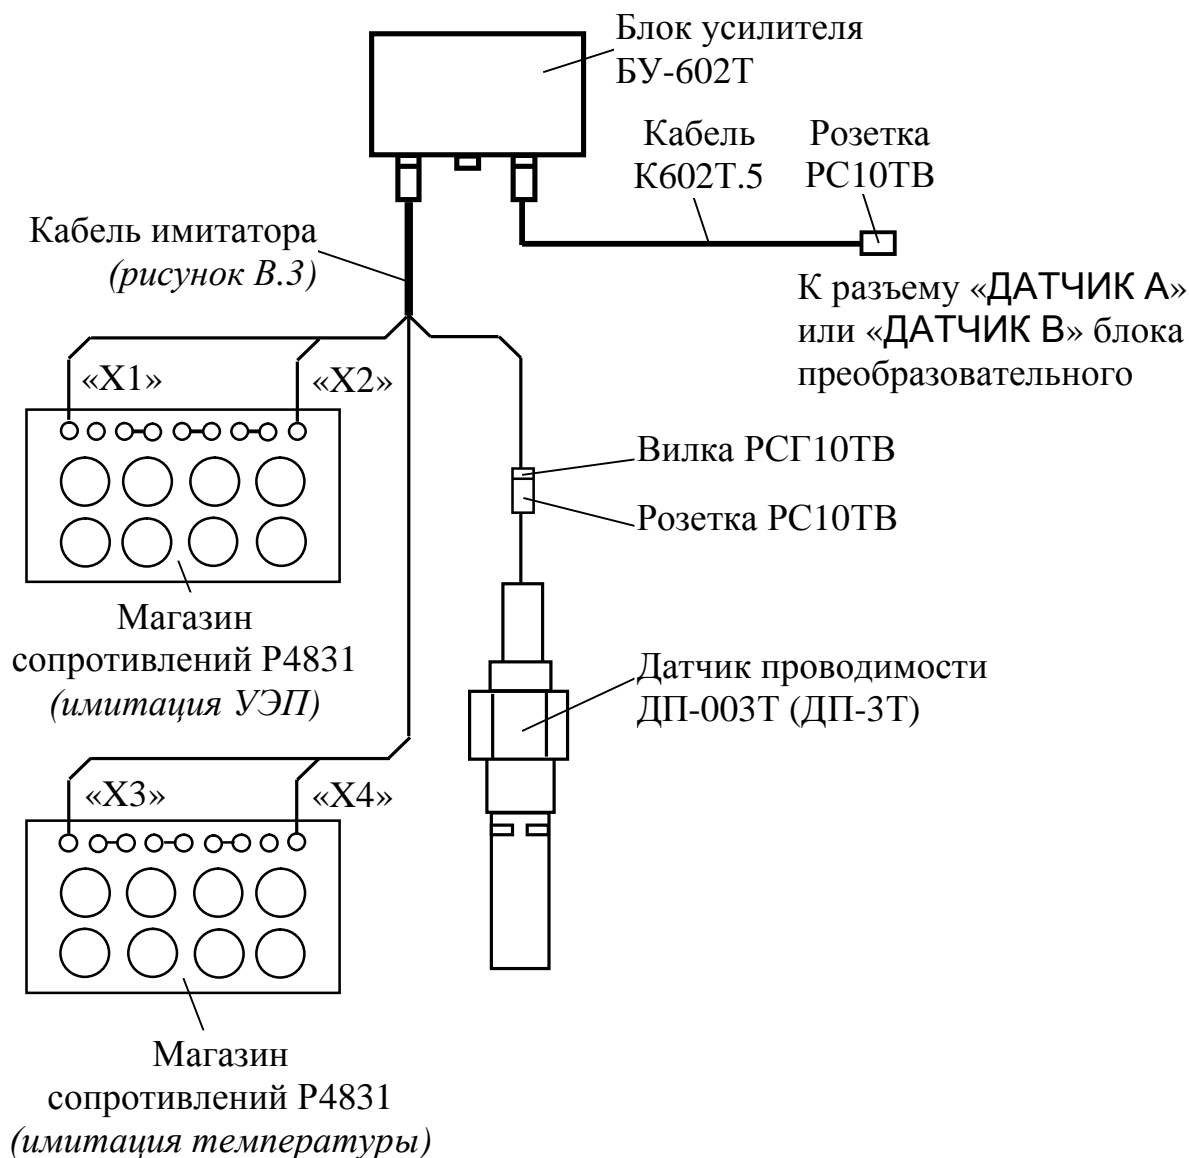 Блок усилителя
БУ-602Т
Кабель
К602Т.5
Розетка
РС10ТВ
Кабель имитатора
(рисунок В.3)
К разъему «ДАТЧИК А»
или «ДАТЧИК В» блока
преобразовательного
«Х1»
«Х2»
Вилка РСГ10ТВ
Розетка РС10ТВ
Магазин
сопротивлений Р4831
(имитация УЭП)
Датчик проводимости
ДП-003Т (ДП-3Т)
«Х3»
«Х4»
Магазин
сопротивлений Р4831
(имитация температуры)